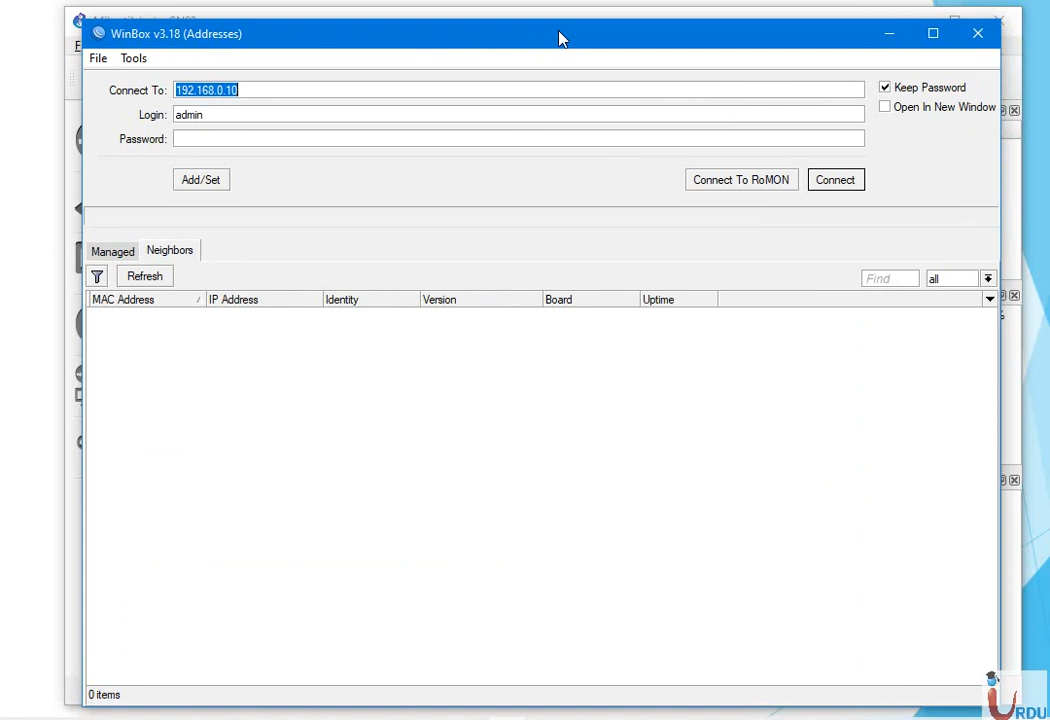 WinBox v3.18 (Addresses)
File Tools
Connect To: 192.168.0.10
Keep Password
Login: admin
Open In New Window
Password:
Add/Set
Connect To RoMON
Connect
Managed
Neighbors
Refresh
Find
all
MAC Address
IP Address
Identity
Version
Board
Uptime
0 items
URDU